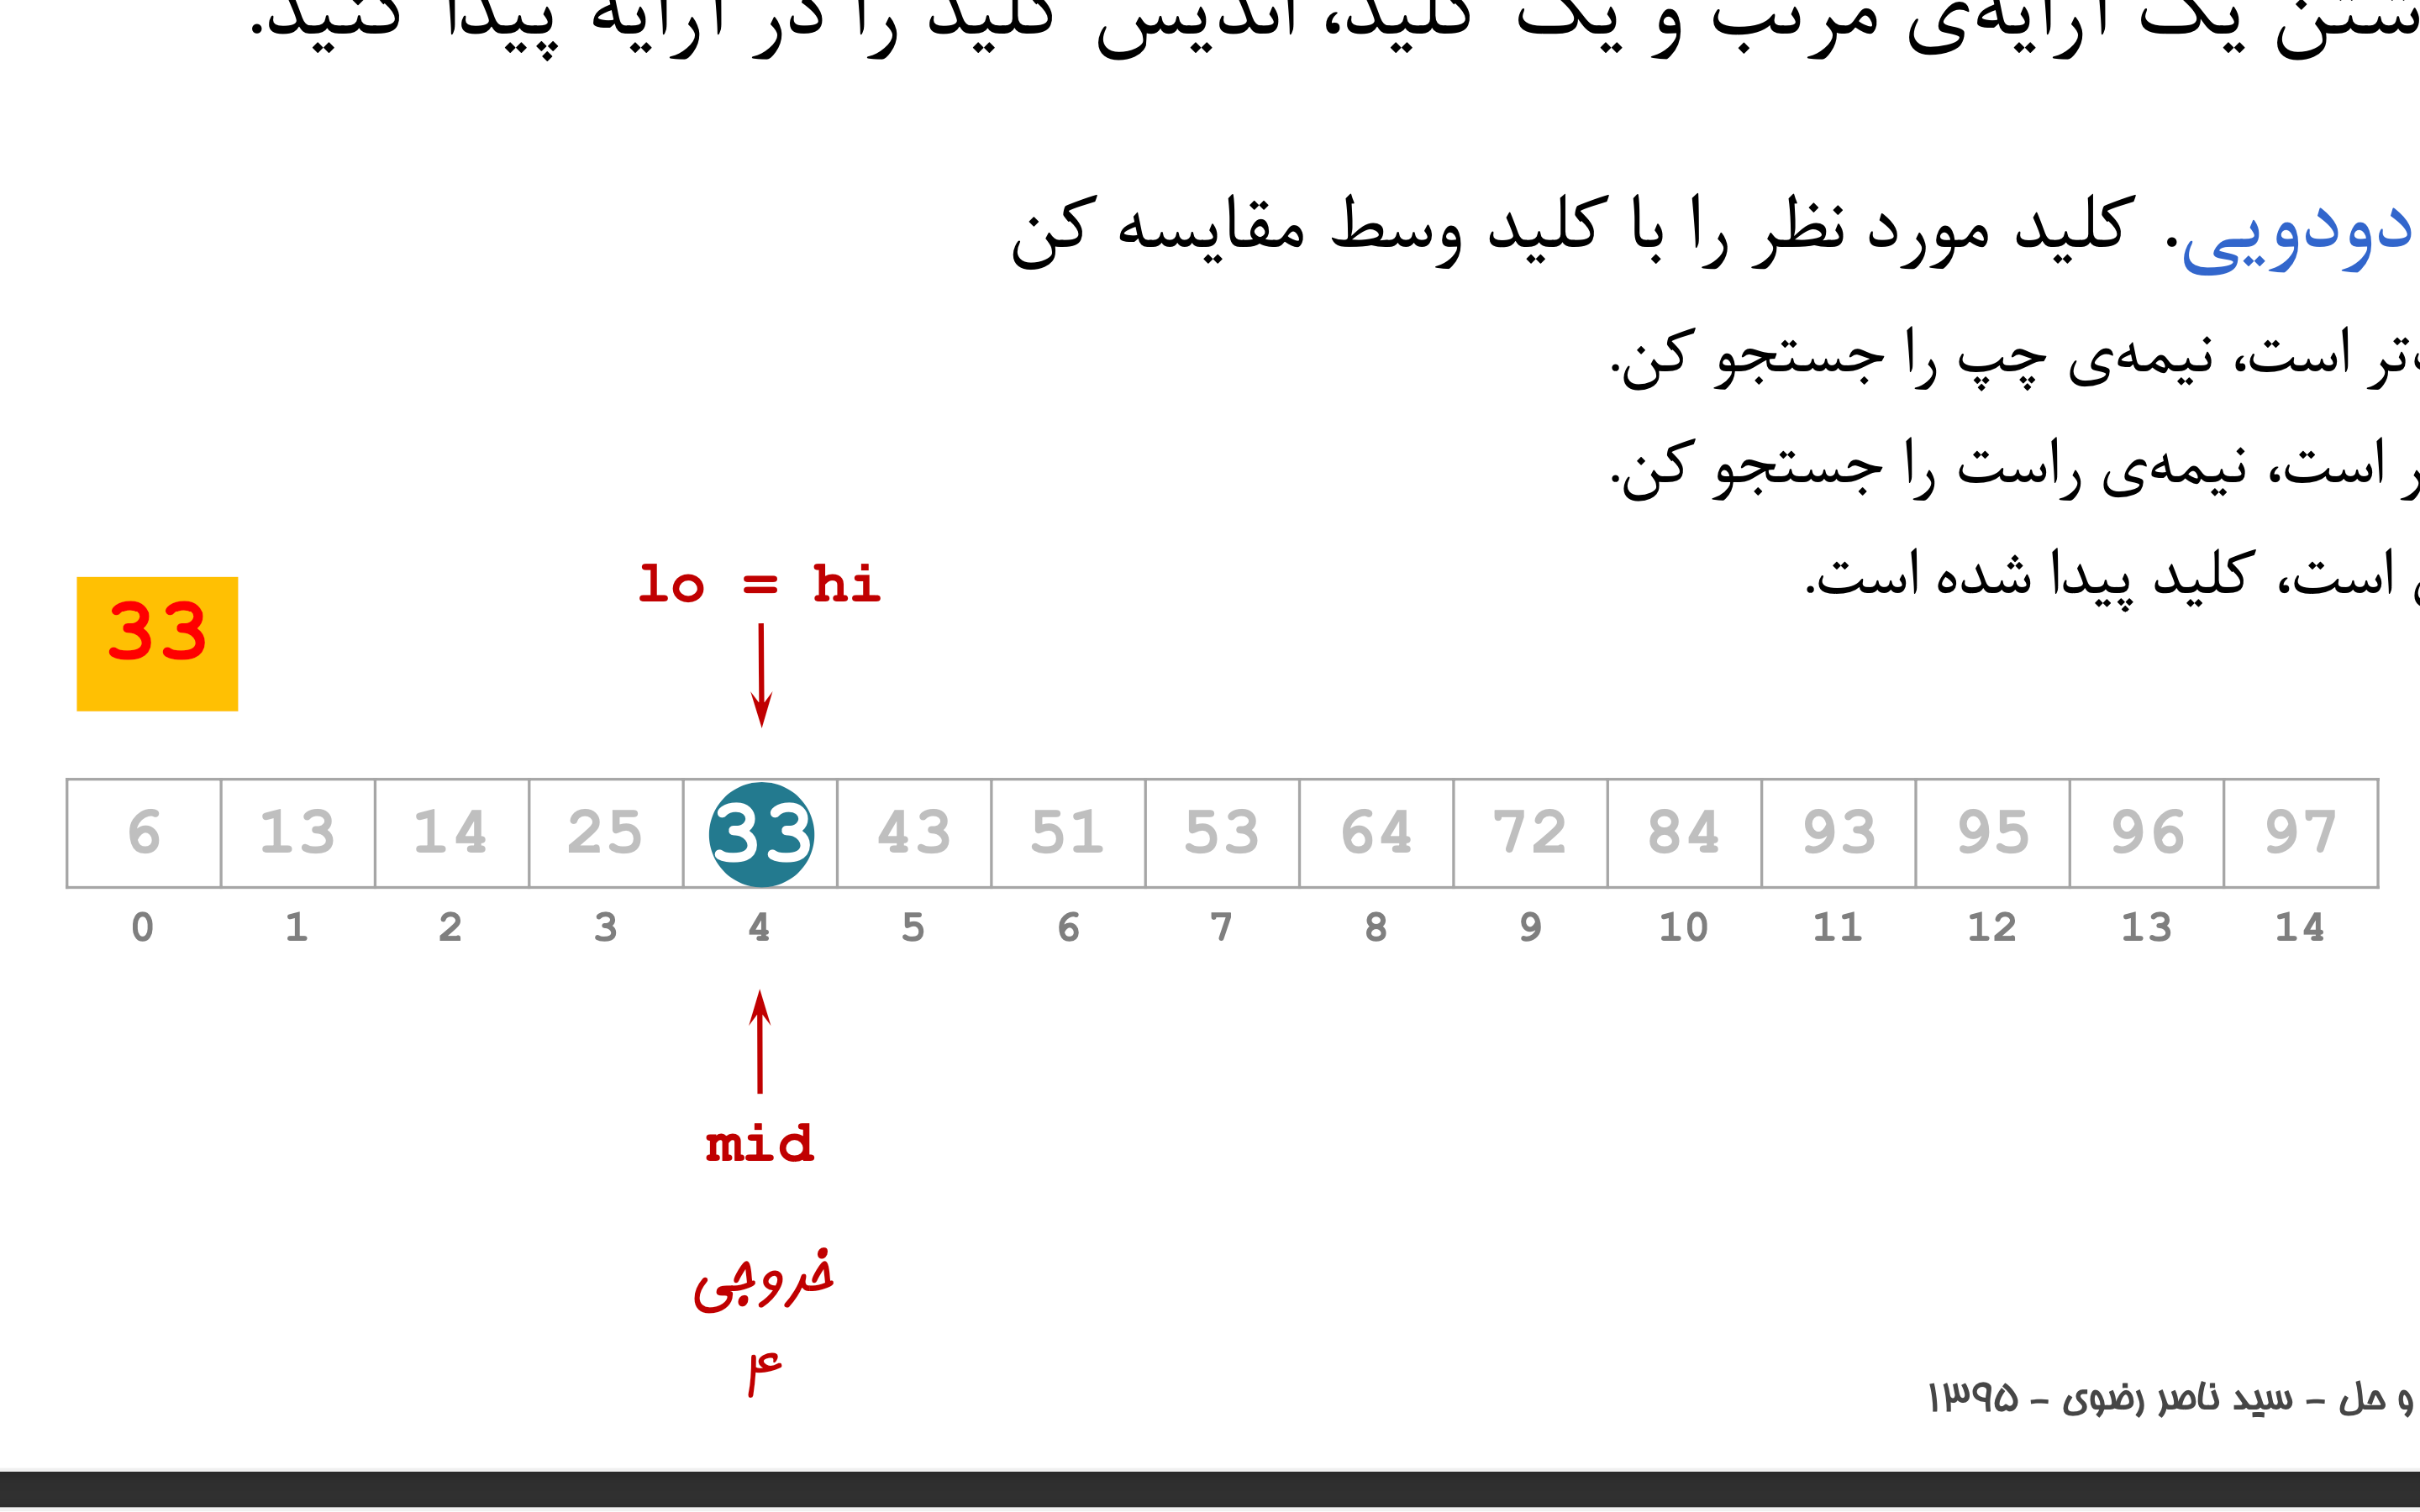 یک آرایه‌ی مرتب و یک کلید، اندیس کلید را در آرایه پیدا کنید.
دودویی. کلید مورد نظر را با کلید وسط مقایسه کن
است، نیمه‌ی چپ را جستجو کن.
است، نیمه‌ی راست را جستجو کن.
است، کلید پیدا شده است.
lo = hi
33
6 13 14 25 33 43 51 53 64 72 84 93 95 96 97
0 1 2 3 4 5 6 7 8 9 10 11 12 13 14
mid
خروجی
۴
و حل - سید ناصر رضوی - ۱۳۹۵